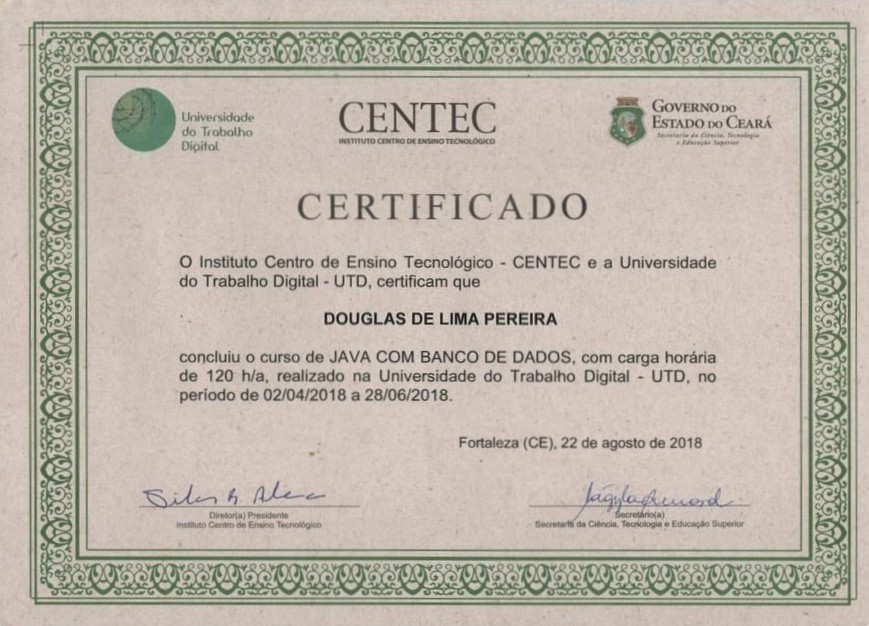 Universidade
do Trabalho
Digital
CENTEC
INSTITUTO CENTRO DE ENSINO TECNOLÓGICO
GOVERNO DO
ESTADO DO CEARÁ
Secretaria da Ciência, Tecnologia
e Educação Superior
CERTIFICADO
O Instituto Centro de Ensino Tecnológico - CENTEC e a Universidade
do Trabalho Digital - UTD, certificam que
DOUGLAS DE LIMA PEREIRA
concluiu o curso de JAVA COM BANCO DE DADOS, com carga horária
de 120 h/a, realizado na Universidade do Trabalho Digital - UTD, no
período de 02/04/2018 a 28/06/2018.
Fortaleza (CE), 22 de agosto de 2018
Diretor(a) Presidente
Instituto Centro de Ensino Tecnológico
Secretário(a)
Secretaria da Ciência, Tecnologia e Educação Superior